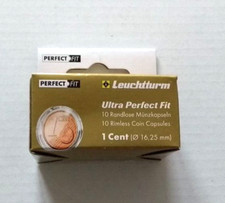 PERFECT FIT
PERFECT FIT
Leuchtturm
Ultra Perfect Fit
10 Randlose Münzkapseln
10 Rimless Coin Capsules
1 Cent (Ø 16,25 mm)